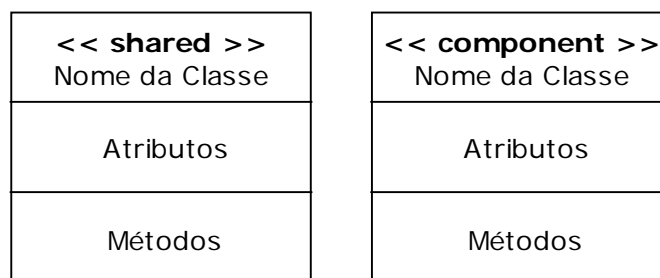 << shared >>
Nome da Classe
Atributos
Métodos
<< component >>
Nome da Classe
Atributos
Métodos